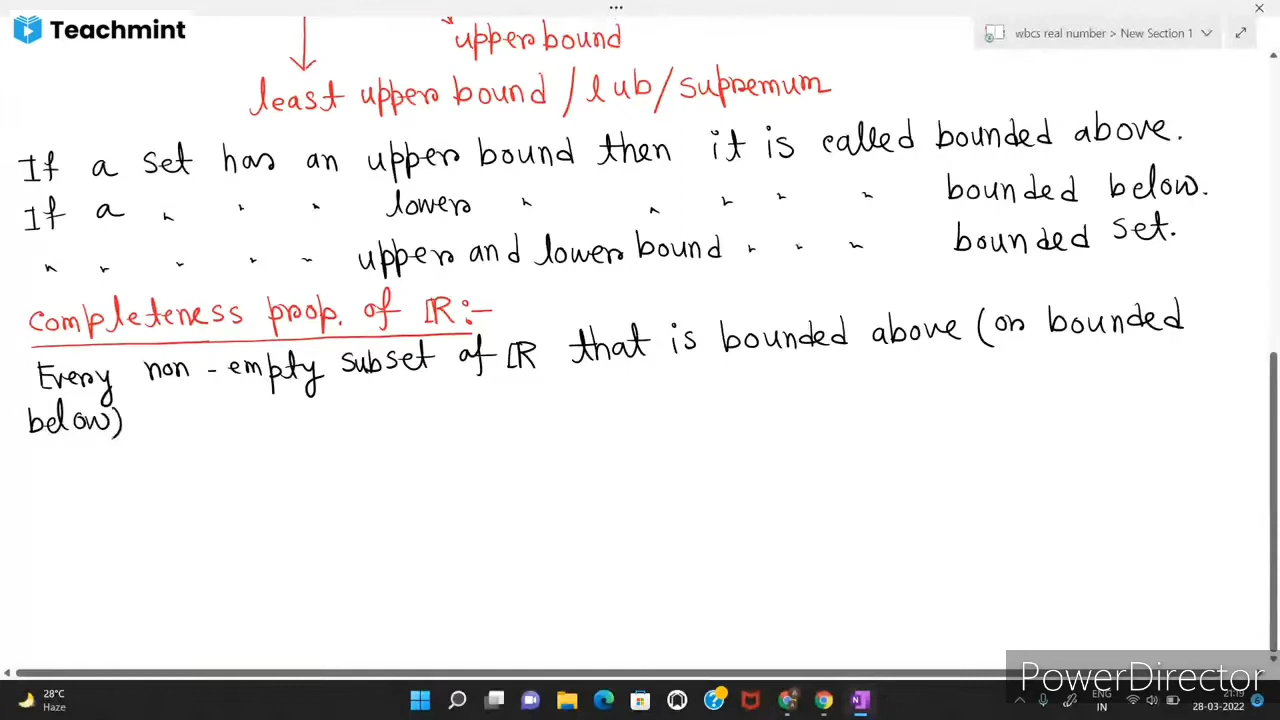 Teachmint
wbcs real number > New Section 1
upper bound
least upper bound / lub/supremum
If a set has an upper bound then it is called bounded above.
If a " " " lower " " " " " bounded below.
" " " " " upper and lower bound " " " bounded set.
Completeness prop. of ℝ:-
Every non-empty subset of ℝ that is bounded above (or bounded
below)
PowerDirector
28°C
Haze
ENG
IN
21:19
28-03-2022